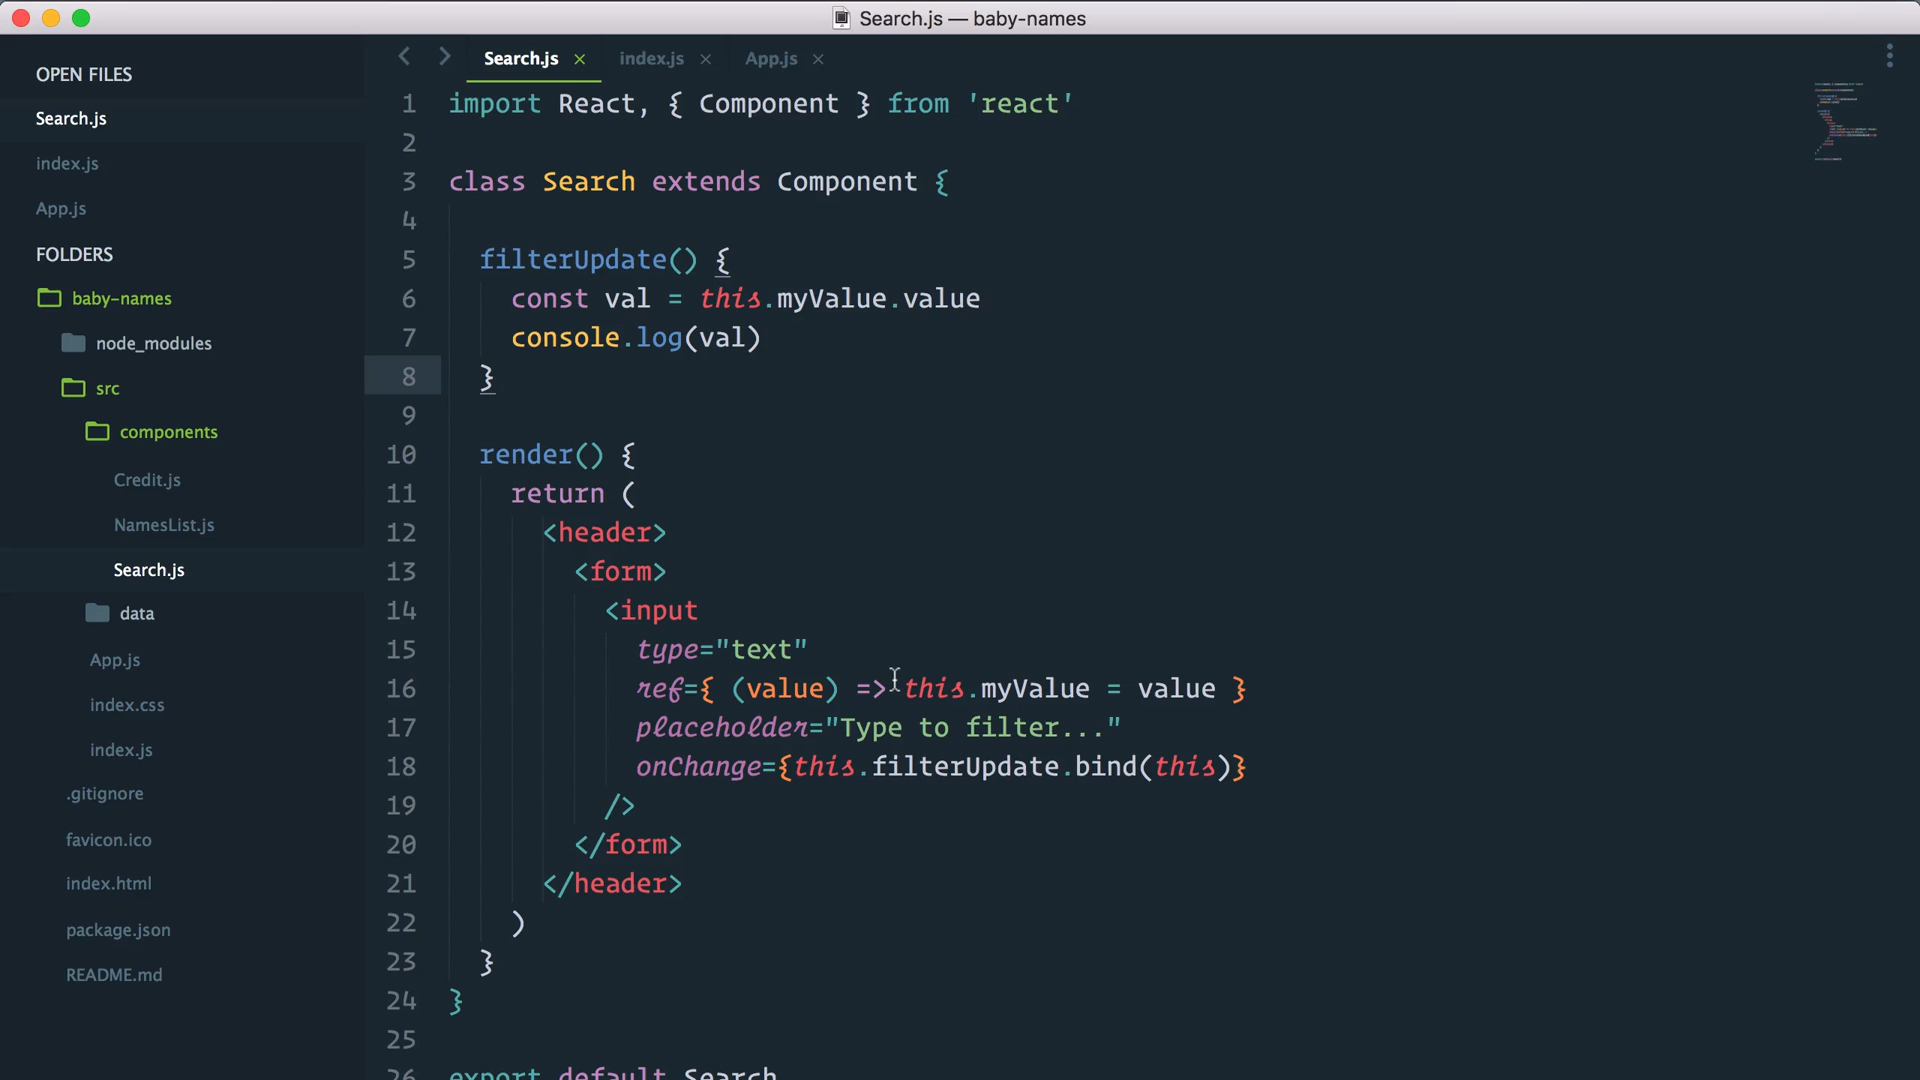 Search.js — baby-names
OPEN FILES
Search.js
index.js
App.js
FOLDERS
baby-names
node_modules
src
components
Credit.js
NamesList.js
Search.js
data
App.js
index.css
index.js
.gitignore
favicon.ico
index.html
package.json
README.md
Search.js × index.js × App.js ×
1 import React, { Component } from 'react'
2
3 class Search extends Component {
4
5 filterUpdate() {
6 const val = this.myValue.value
7 console.log(val)
8 }
9
10 render() {
11 return (
12 <header>
13 <form>
14 <input
15 type="text"
16 ref={ (value) => this.myValue = value }
17 placeholder="Type to filter..."
18 onChange={this.filterUpdate.bind(this)}
19 />
20 </form>
21 </header>
22 )
23 }
24 }
25
26 export default Search